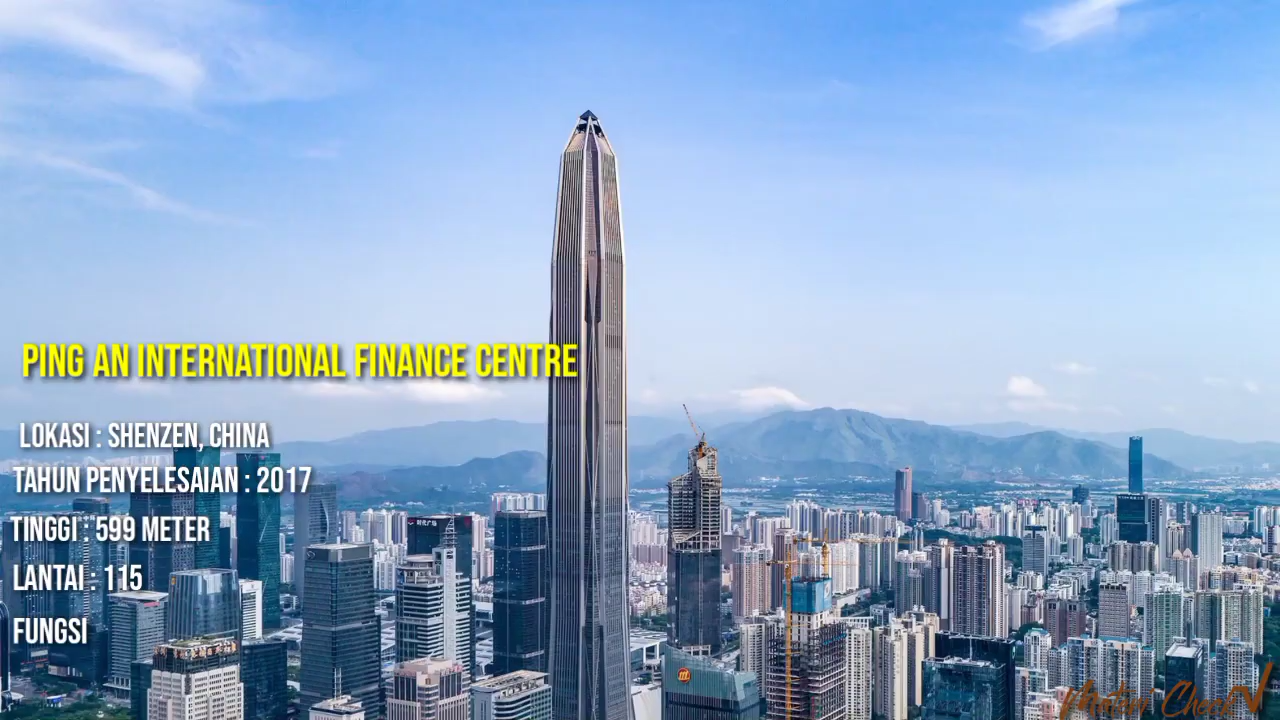 PING AN INTERNATIONAL FINANCE CENTRE
LOKASI : SHENZEN, CHINA
TAHUN PENYELESAIAN : 2017
TINGGI : 599 METER
LANTAI : 115
FUNGSI